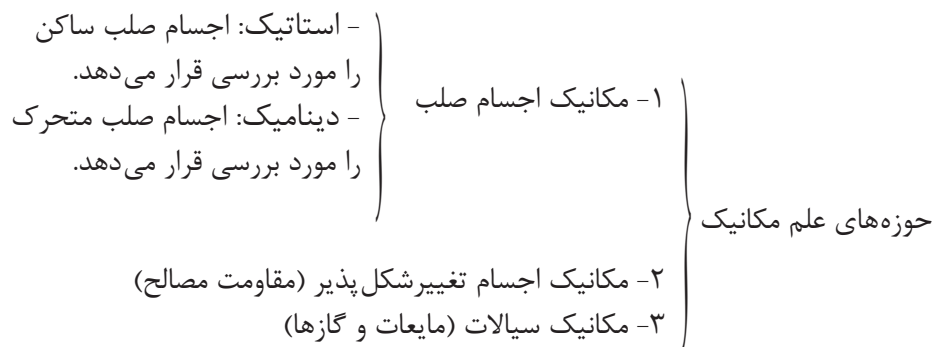 حوزه‌های علم مکانیک
۱- مکانیک اجسام صلب
- استاتیک: اجسام صلب ساکن
را مورد بررسی قرار می‌دهد.
- دینامیک: اجسام صلب متحرک
را مورد بررسی قرار می‌دهد.
۲- مکانیک اجسام تغییرشکل‌پذیر (مقاومت مصالح)
۳- مکانیک سیالات (مایعات و گازها)